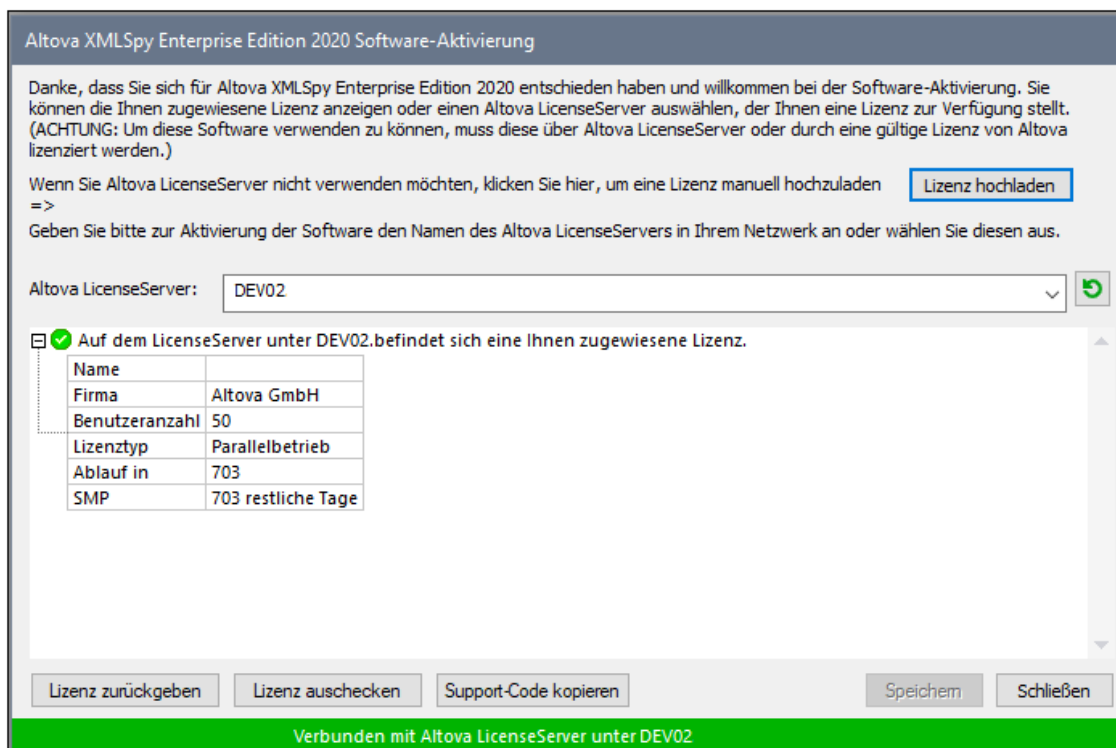 Altova XMLSpy Enterprise Edition 2020 Software-Aktivierung
Danke, dass Sie sich für Altova XMLSpy Enterprise Edition 2020 entschieden haben und willkommen bei der Software-Aktivierung. Sie
können die Ihnen zugewiesene Lizenz anzeigen oder einen Altova LicenseServer auswählen, der Ihnen eine Lizenz zur Verfügung stellt.
(ACHTUNG: Um diese Software verwenden zu können, muss diese über Altova LicenseServer oder durch eine gültige Lizenz von Altova
lizenziert werden.)
Wenn Sie Altova LicenseServer nicht verwenden möchten, klicken Sie hier, um eine Lizenz manuell hochzuladen Lizenz hochladen
=>
Geben Sie bitte zur Aktivierung der Software den Namen des Altova LicenseServers in Ihrem Netzwerk an oder wählen Sie diesen aus.
Altova LicenseServer: DEV02
Auf dem LicenseServer unter DEV02.befindet sich eine Ihnen zugewiesene Lizenz.
Name
Firma Altova GmbH
Benutzeranzahl 50
Lizenztyp Parallelbetrieb
Ablauf in 703
SMP 703 restliche Tage
Lizenz zurückgeben Lizenz auschecken Support-Code kopieren Speichern Schließen
Verbunden mit Altova LicenseServer unter DEV02